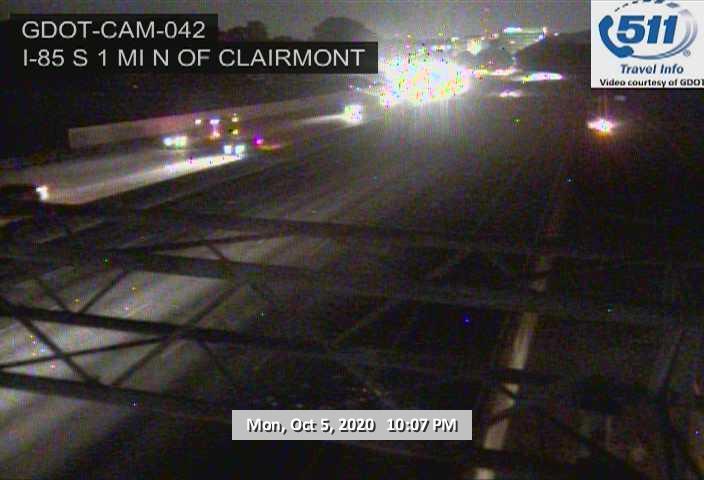 GDOT-CAM-042
I-85 S 1 MI N OF CLAIRMONT
511
Travel Info
Video courtesy of GDOT
Mon, Oct 5, 2020 10:07 PM